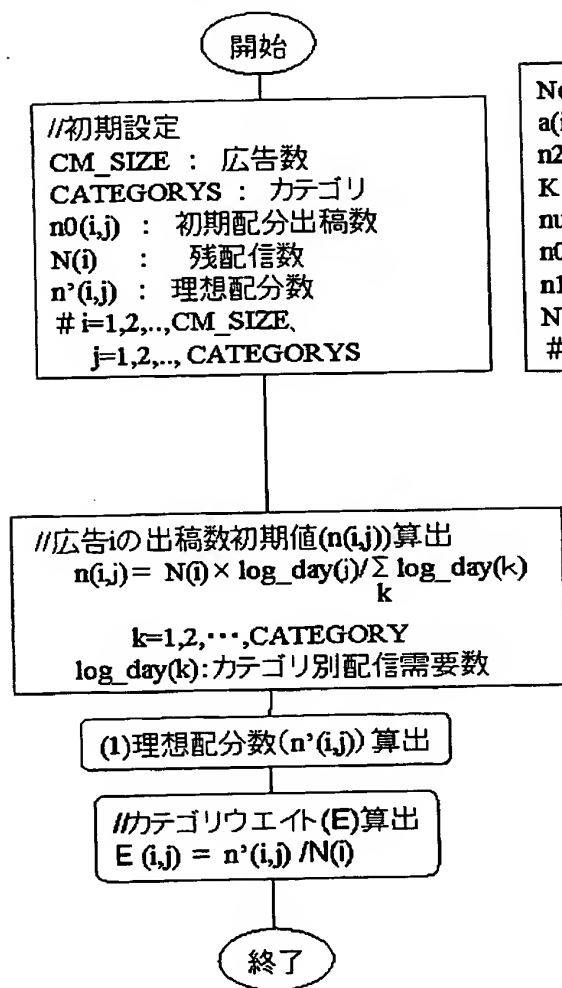 開始
//初期設定
CM_SIZE : 広告数
CATEGORYS : カテゴリ
n0(i,j) : 初期配分出稿数
N(i) : 残配信数
n’(i,j) : 理想配分数
# i=1,2,..,CM_SIZE、
j=1,2,.., CATEGORYS
a(i
n2
K
nu
n0
n1
N
#
//広告iの出稿数初期値(n(i,j))算出
n(i,j)= N(i)×log_day(j)/∑ log_day(k)
k
k=1,2,･･･,CATEGORY
log_day(k):カテゴリ別配信需要数
(1)理想配分数(n’(i,j)) 算出
//カテゴリウエイト(E)算出
E (i,j) = n’(i,j) /N(i)
終了